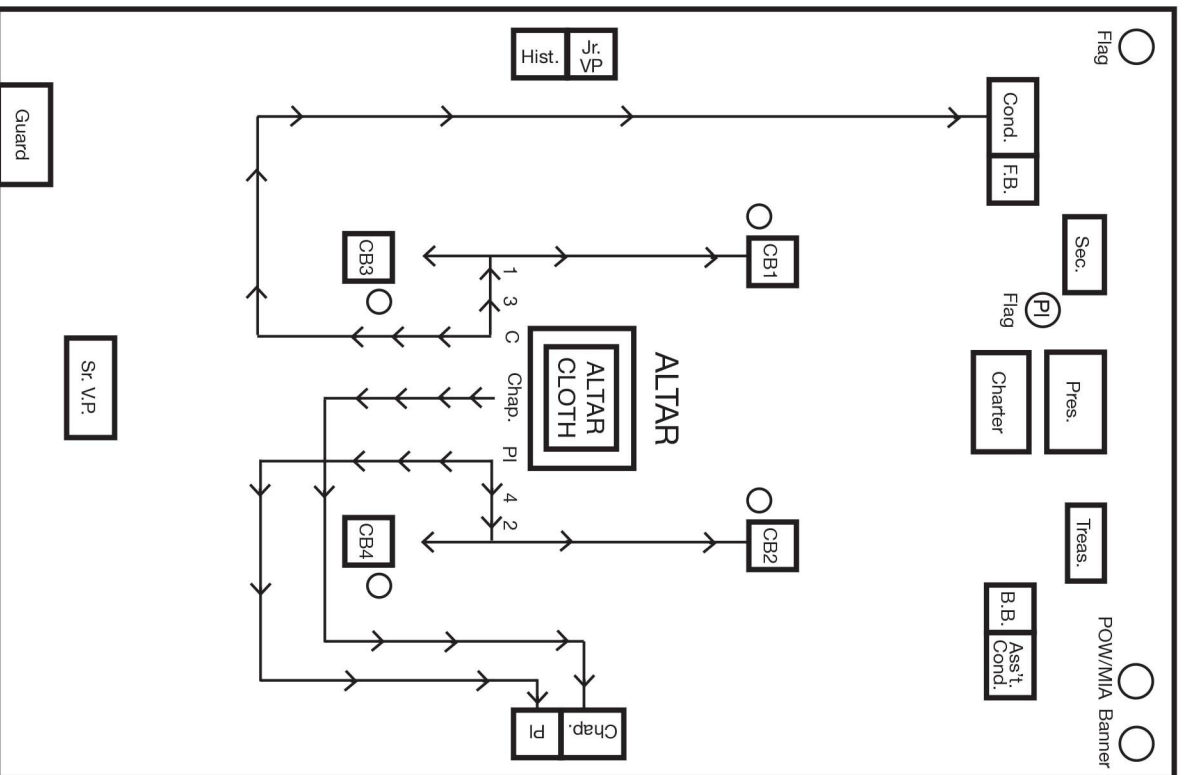 Flag
Hist.
Jr.
VP
Cond.
F.B.
Guard
Sec.
CB3
CB1
1
3
C
PI
Flag
ALTAR
ALTAR
CLOTH
Chap.
Sr. V.P.
Charter
Pres.
PI
4
2
CB4
CB2
Treas.
B.B.
Ass't.
Cond.
POW/MIA
Banner
PI
Chap.